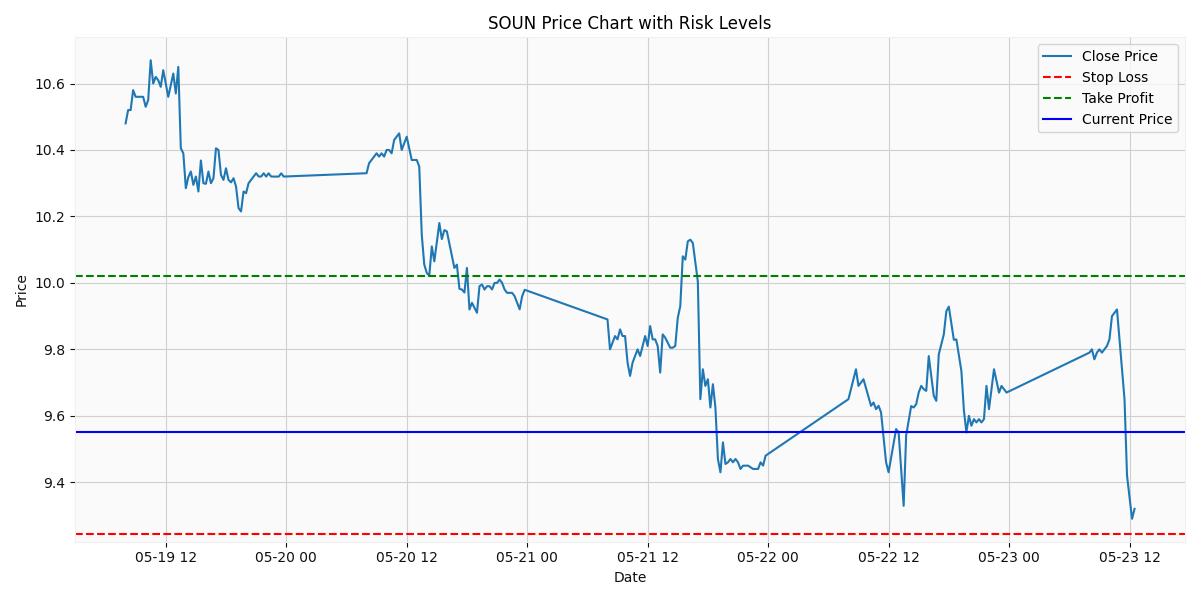 SOUN Price Chart with Risk Levels
Close Price
Stop Loss
Take Profit
Current Price
Price
10.6
10.4
10.2
10.0
9.8
9.6
9.4
05-19 12
05-20 00
05-20 12
05-21 00
05-21 12
05-22 00
05-22 12
05-23 00
05-23 12
Date